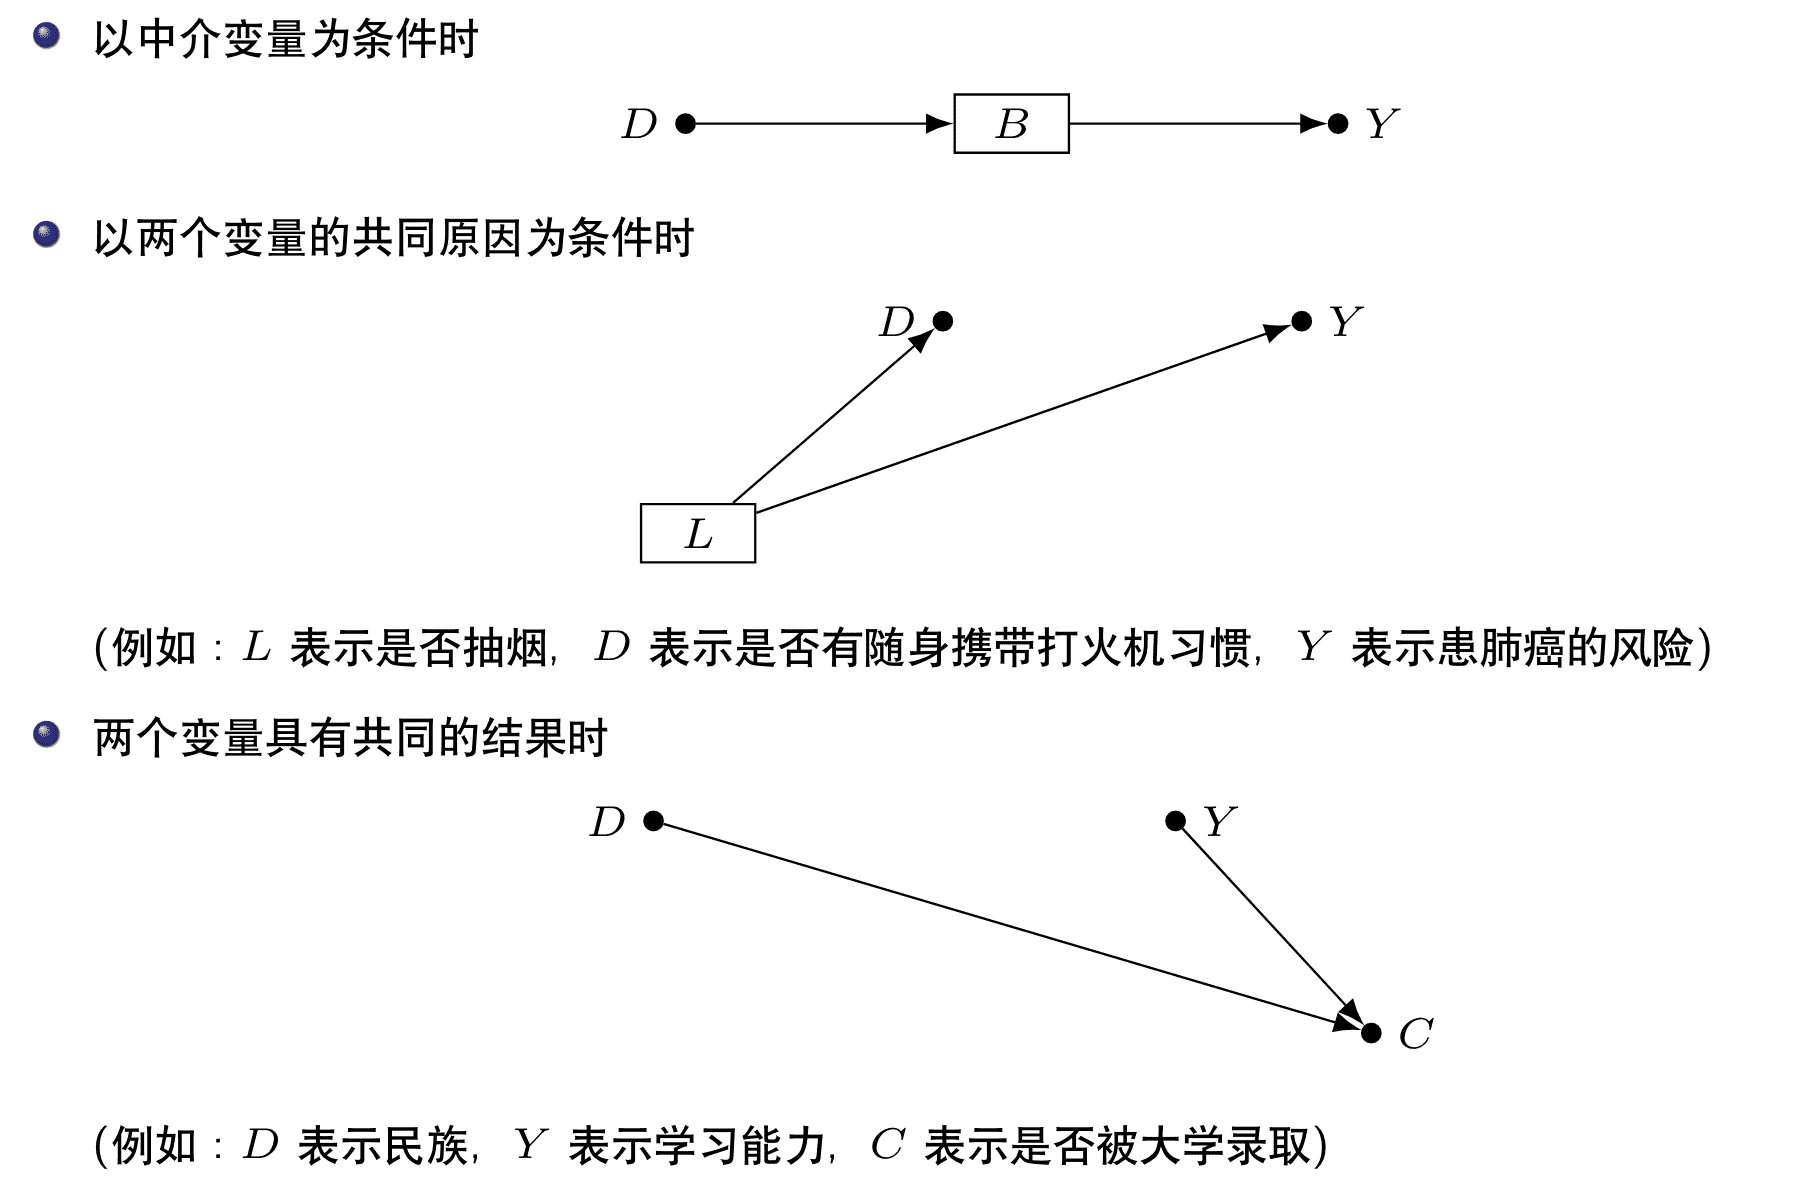 以中介变量为条件时
D B Y
以两个变量的共同原因为条件时
D Y
L
(例如：L 表示是否抽烟, D 表示是否有随身携带打火机习惯, Y 表示患肺癌的风险)
两个变量具有共同的结果时
D Y
C
(例如：D 表示民族, Y 表示学习能力, C 表示是否被大学录取)